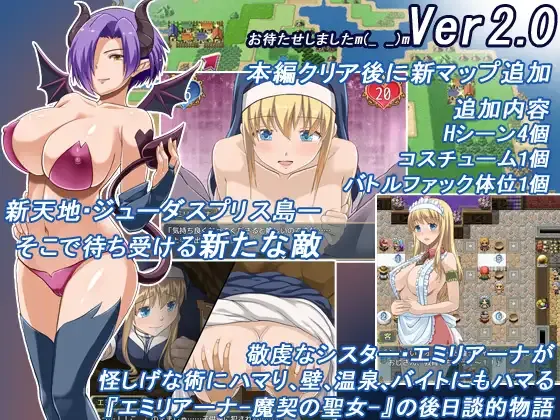 お待たせしましたm(_ _)m Ver2.0
本編クリア後に新マップ追加
追加内容
Hシーン4個
コスチューム1個
バトルファック体位1個
20
新天地・ジューダスプリス島―
そこで待ち受ける新たな敵
敬虔なシスター・エミリアーナが
怪しげな術にハマり、壁、温泉、バイトにもハマる
『エミリアーナ-魔契の聖女-』の後日談的物語